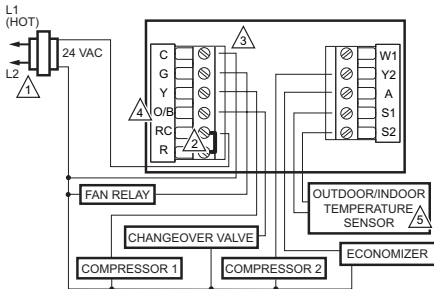 L1
(HOT)
L2
1
24 VAC
C
G
Y
O/B
RC
R
3
4
2
W1
Y2
A
S1
S2
FAN RELAY
CHANGEOVER VALVE
COMPRESSOR 1
COMPRESSOR 2
OUTDOOR/INDOOR
TEMPERATURE
SENSOR
5
ECONOMIZER